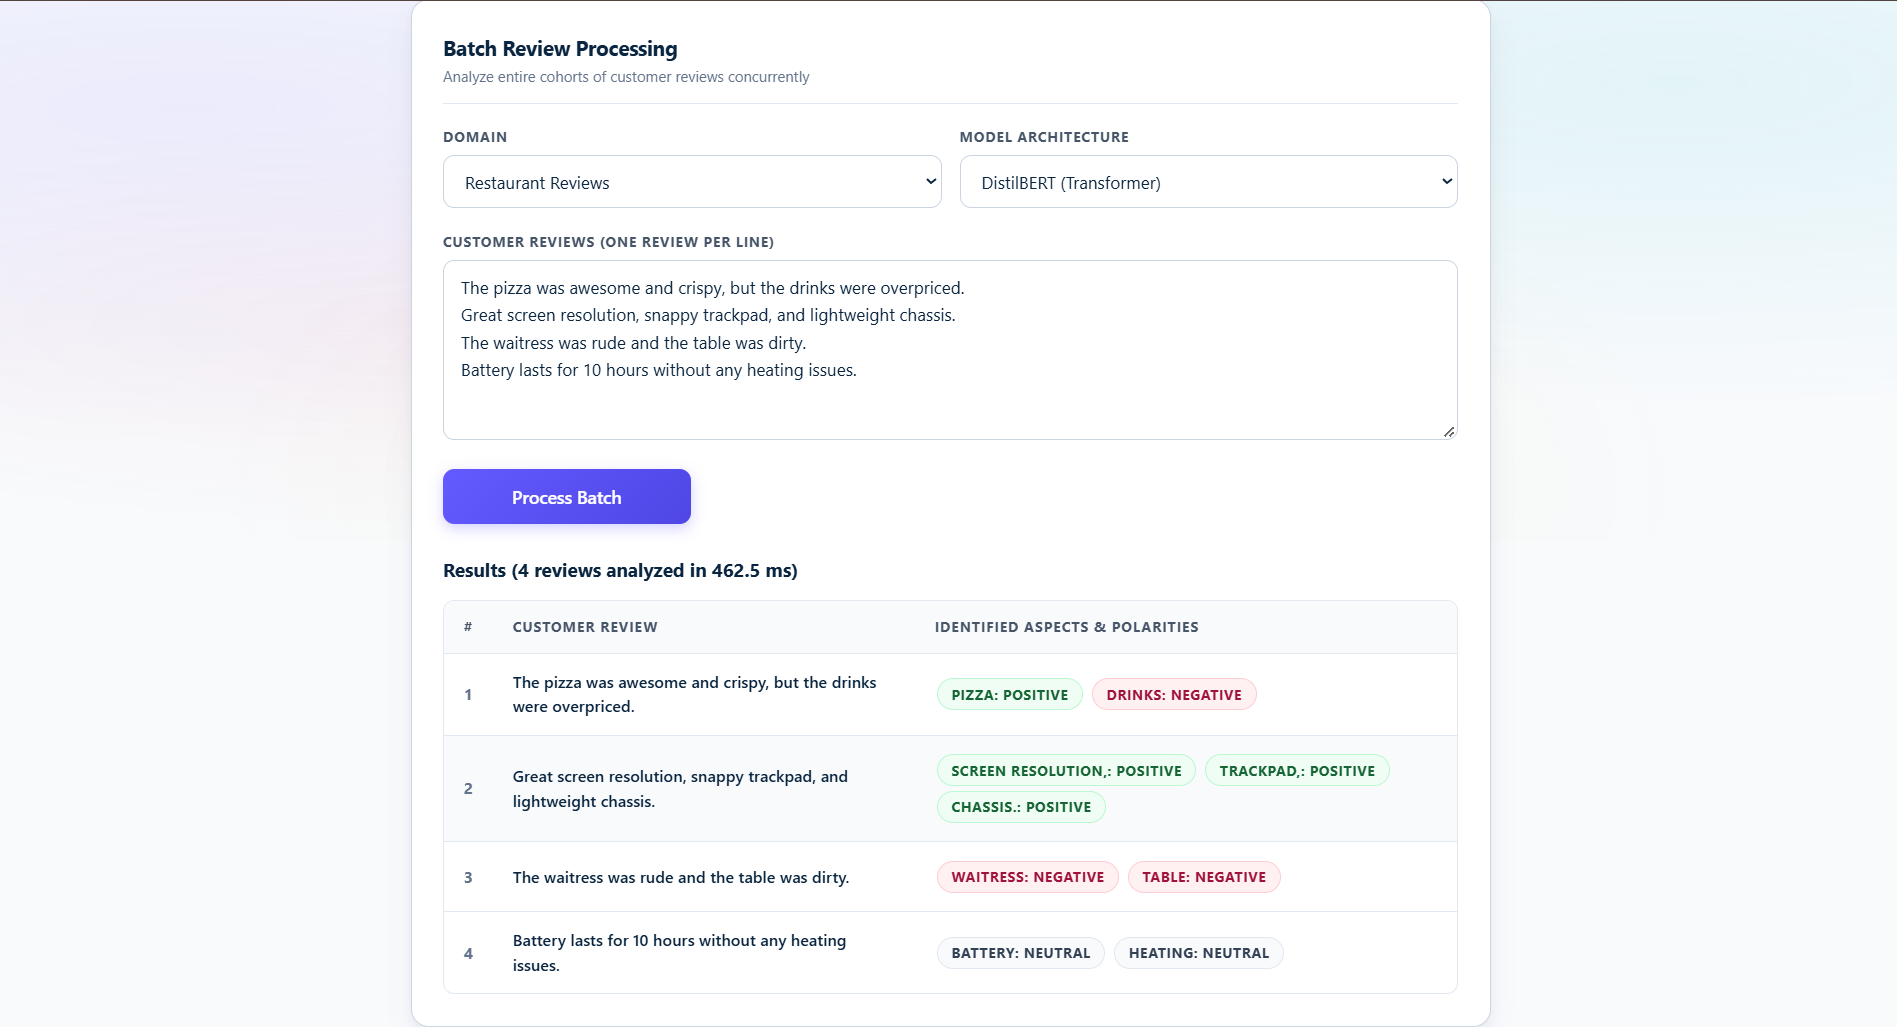 Batch Review Processing
Analyze entire cohorts of customer reviews concurrently
DOMAIN
MODEL ARCHITECTURE
Restaurant Reviews
DistilBERT (Transformer)
CUSTOMER REVIEWS (ONE REVIEW PER LINE)
The pizza was awesome and crispy, but the drinks were overpriced.
Great screen resolution, snappy trackpad, and lightweight chassis.
The waitress was rude and the table was dirty.
Battery lasts for 10 hours without any heating issues.
Process Batch
Results (4 reviews analyzed in 462.5 ms)
# CUSTOMER REVIEW IDENTIFIED ASPECTS & POLARITIES
1
The pizza was awesome and crispy, but the drinks
were overpriced.
PIZZA: POSITIVE DRINKS: NEGATIVE
2
Great screen resolution, snappy trackpad, and
lightweight chassis.
SCREEN RESOLUTION,: POSITIVE TRACKPAD,: POSITIVE
CHASSIS.: POSITIVE
3
The waitress was rude and the table was dirty.
WAITRESS: NEGATIVE TABLE: NEGATIVE
4
Battery lasts for 10 hours without any heating
issues.
BATTERY: NEUTRAL HEATING: NEUTRAL